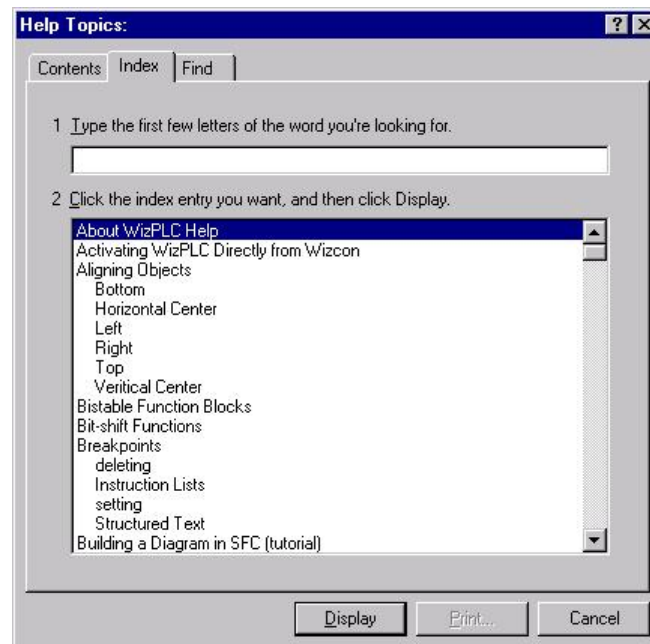 Help Topics:
Contents Index Find
1 Type the first few letters of the word you're looking for.
2 Click the index entry you want, and then click Display.
About WizPLC Help
Activating WizPLC Directly from Wizcon
Aligning Objects
Bottom
Horizontal Center
Left
Right
Top
Veritical Center
Bistable Function Blocks
Bit-shift Functions
Breakpoints
deleting
Instruction Lists
setting
Structured Text
Building a Diagram in SFC (tutorial)
Display Print... Cancel